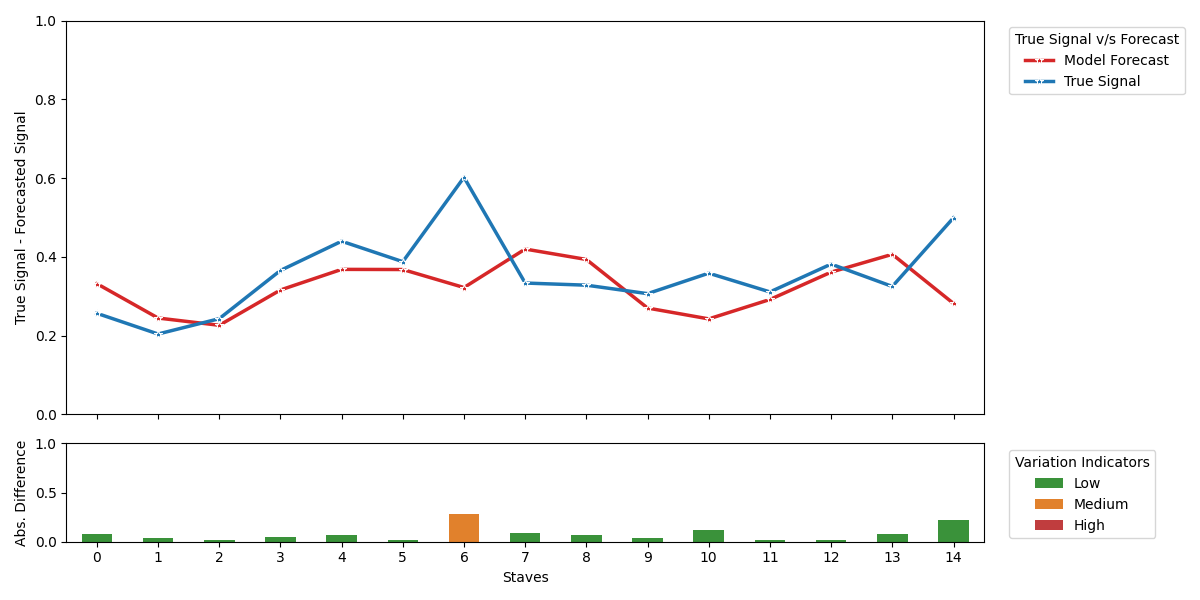 True Signal - Forecasted Signal
1.0
0.8
0.6
0.4
0.2
0.0
True Signal v/s Forecast
Model Forecast
True Signal
Abs. Difference
1.0
0.5
0.0
0 1 2 3 4 5 6 7 8 9 10 11 12 13 14
Staves
Variation Indicators
Low
Medium
High